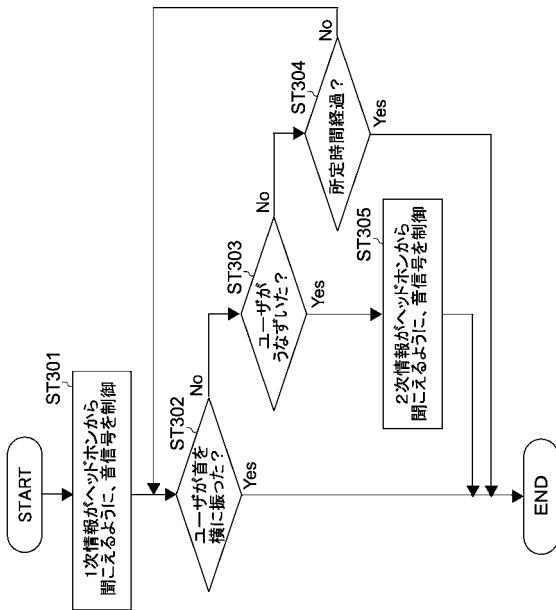 START
ST301
1次情報がヘッドホンから
聞こえるように、音信号を制御
ST302
ユーザが首を
横に振った？
No
Yes
ST303
ユーザが
うなずいた？
No
Yes
ST304
所定時間経過？
No
Yes
ST305
2次情報がヘッドホンから
聞こえるように、音信号を制御
END